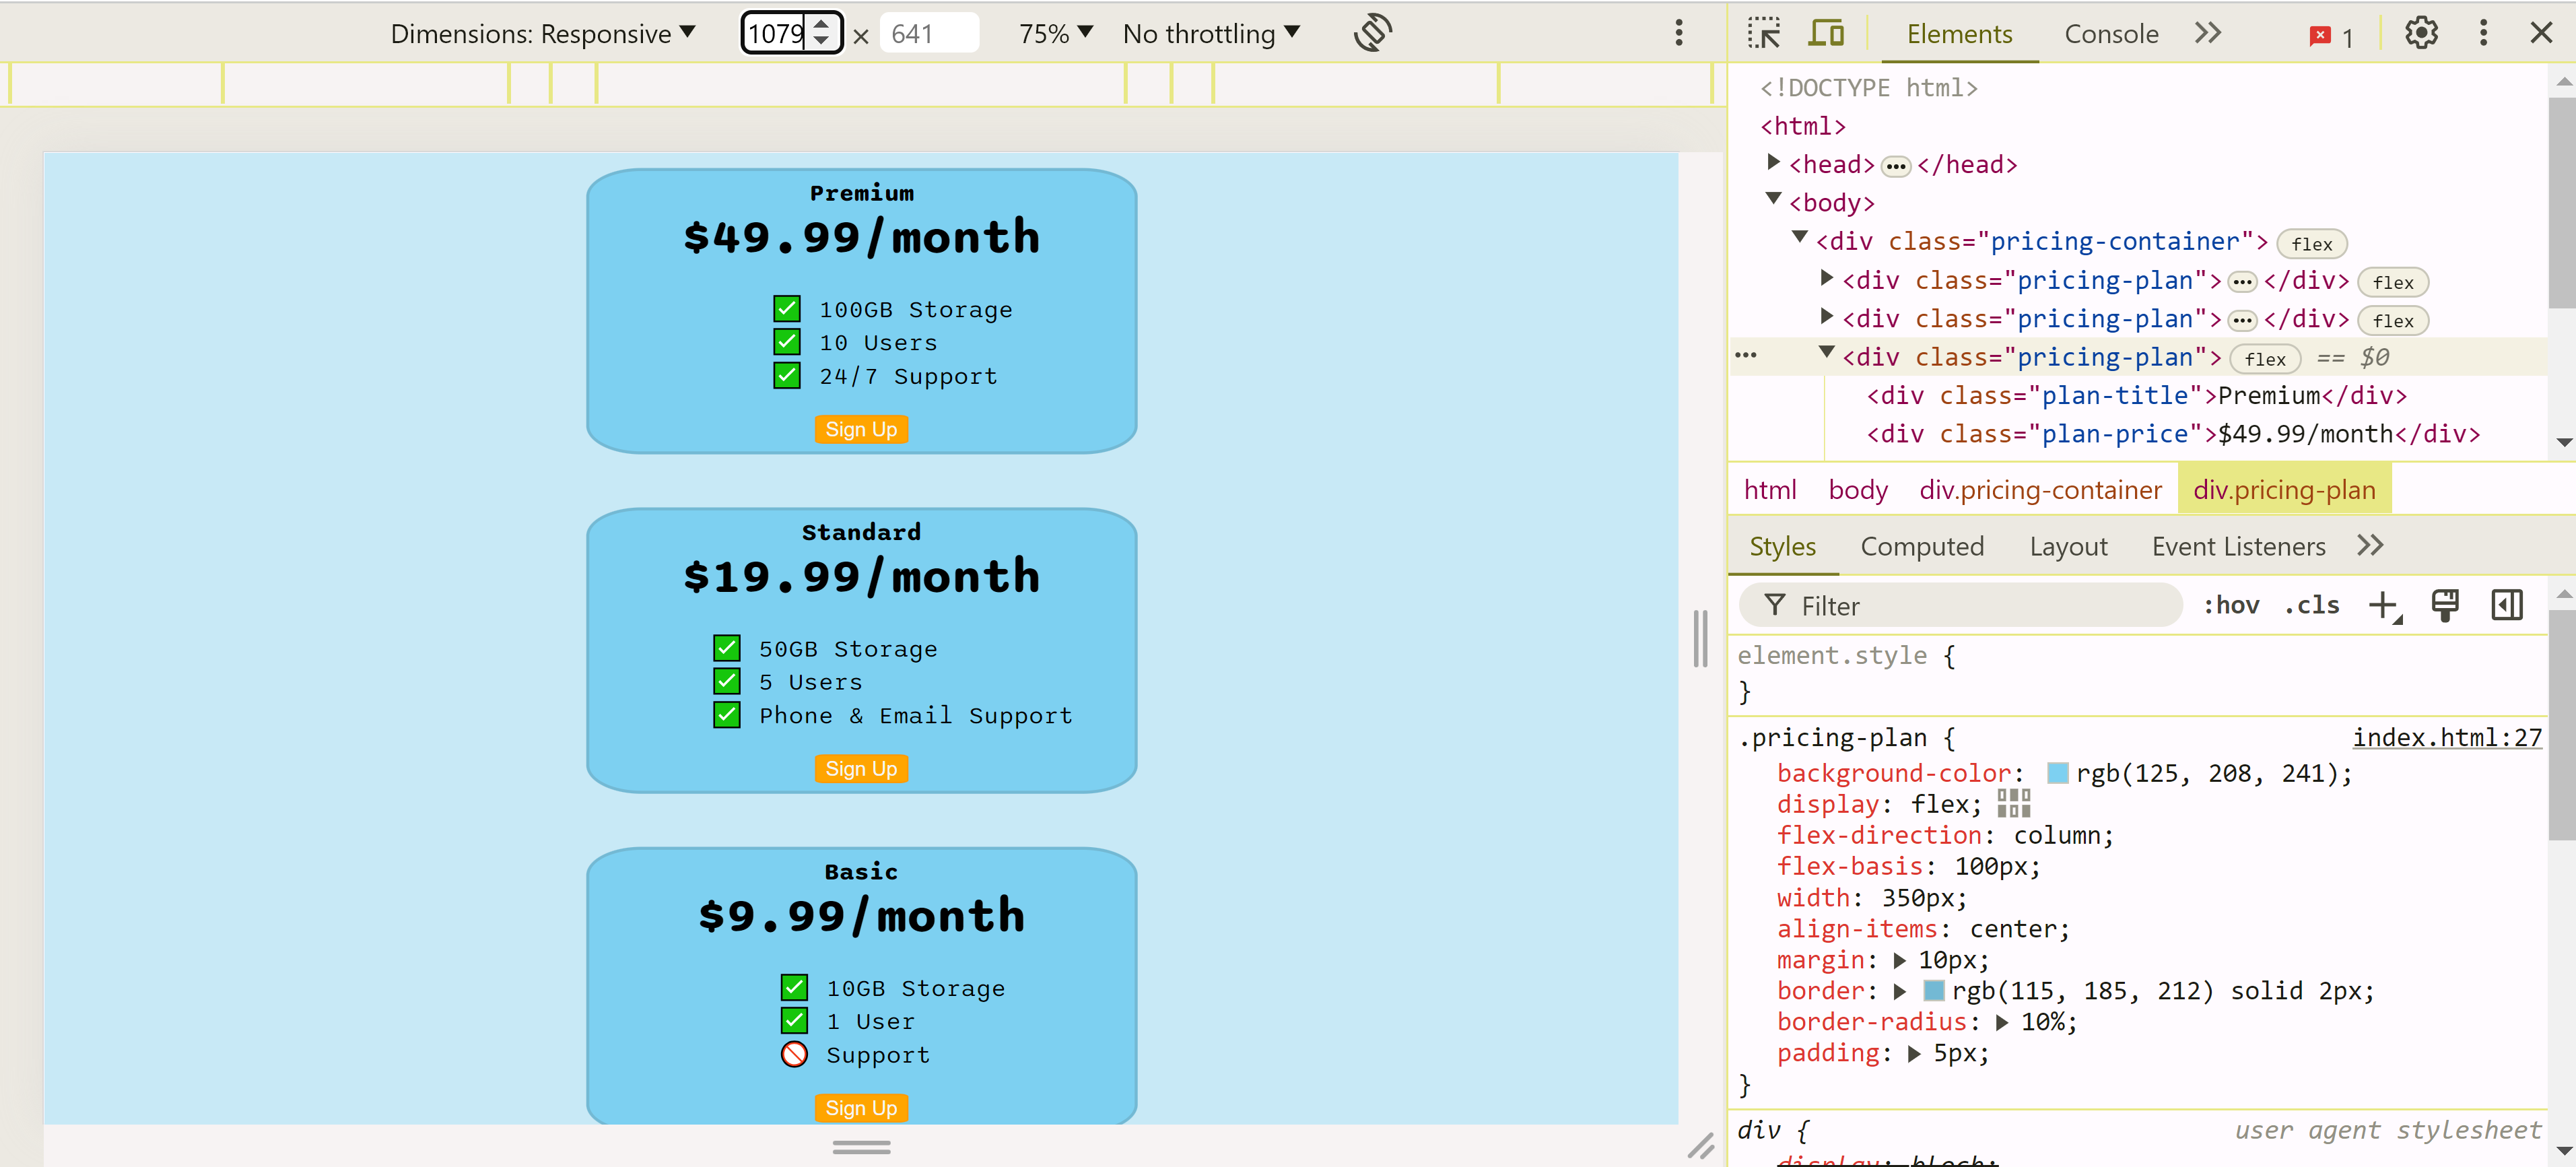 Dimensions: Responsive 1079 × 641 75% No throttling
Elements Console 1
<!DOCTYPE html>
<html>
<head> ••• </head>
<body>
<div class="pricing-container"> flex
<div class="pricing-plan"> ••• </div> flex
<div class="pricing-plan"> ••• </div> flex
••• <div class="pricing-plan"> flex == $0
<div class="plan-title">Premium</div>
<div class="plan-price">$49.99/month</div>
html body div.pricing-container div.pricing-plan
Styles Computed Layout Event Listeners
Filter :hov .cls
element.style {
}
.pricing-plan { index.html:27
background-color: rgb(125, 208, 241);
display: flex;
flex-direction: column;
flex-basis: 100px;
width: 350px;
align-items: center;
margin: 10px;
border: rgb(115, 185, 212) solid 2px;
border-radius: 10%;
padding: 5px;
}
div { user agent stylesheet
display: block;
Premium
$49.99/month
100GB Storage
10 Users
24/7 Support
Sign Up
Standard
$19.99/month
50GB Storage
5 Users
Phone & Email Support
Sign Up
Basic
$9.99/month
10GB Storage
1 User
Support
Sign Up